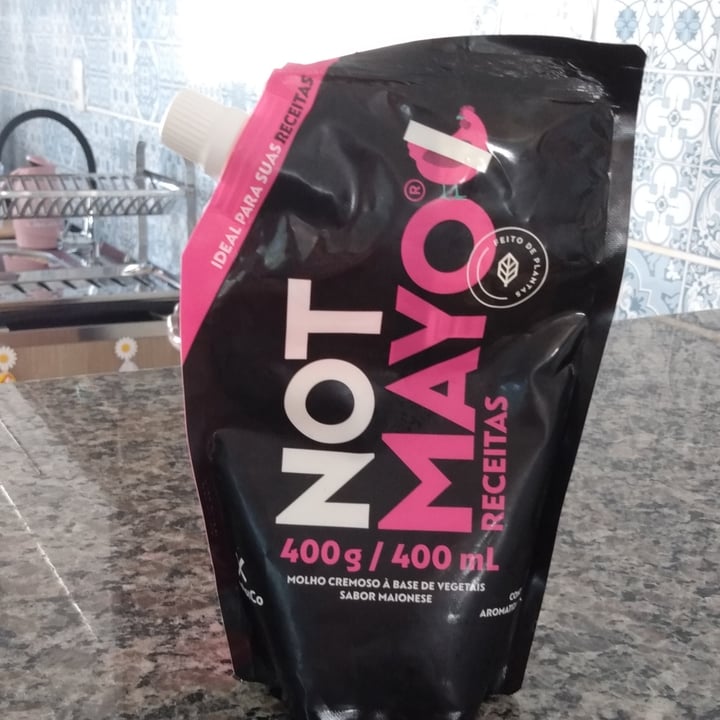 IDEAL PARA SUAS RECEITAS
NOT
MAYO®
RECEITAS
FEITO DE PLANTAS
400g / 400 mL
MOLHO CREMOSO À BASE DE VEGETAIS
SABOR MAIONESE